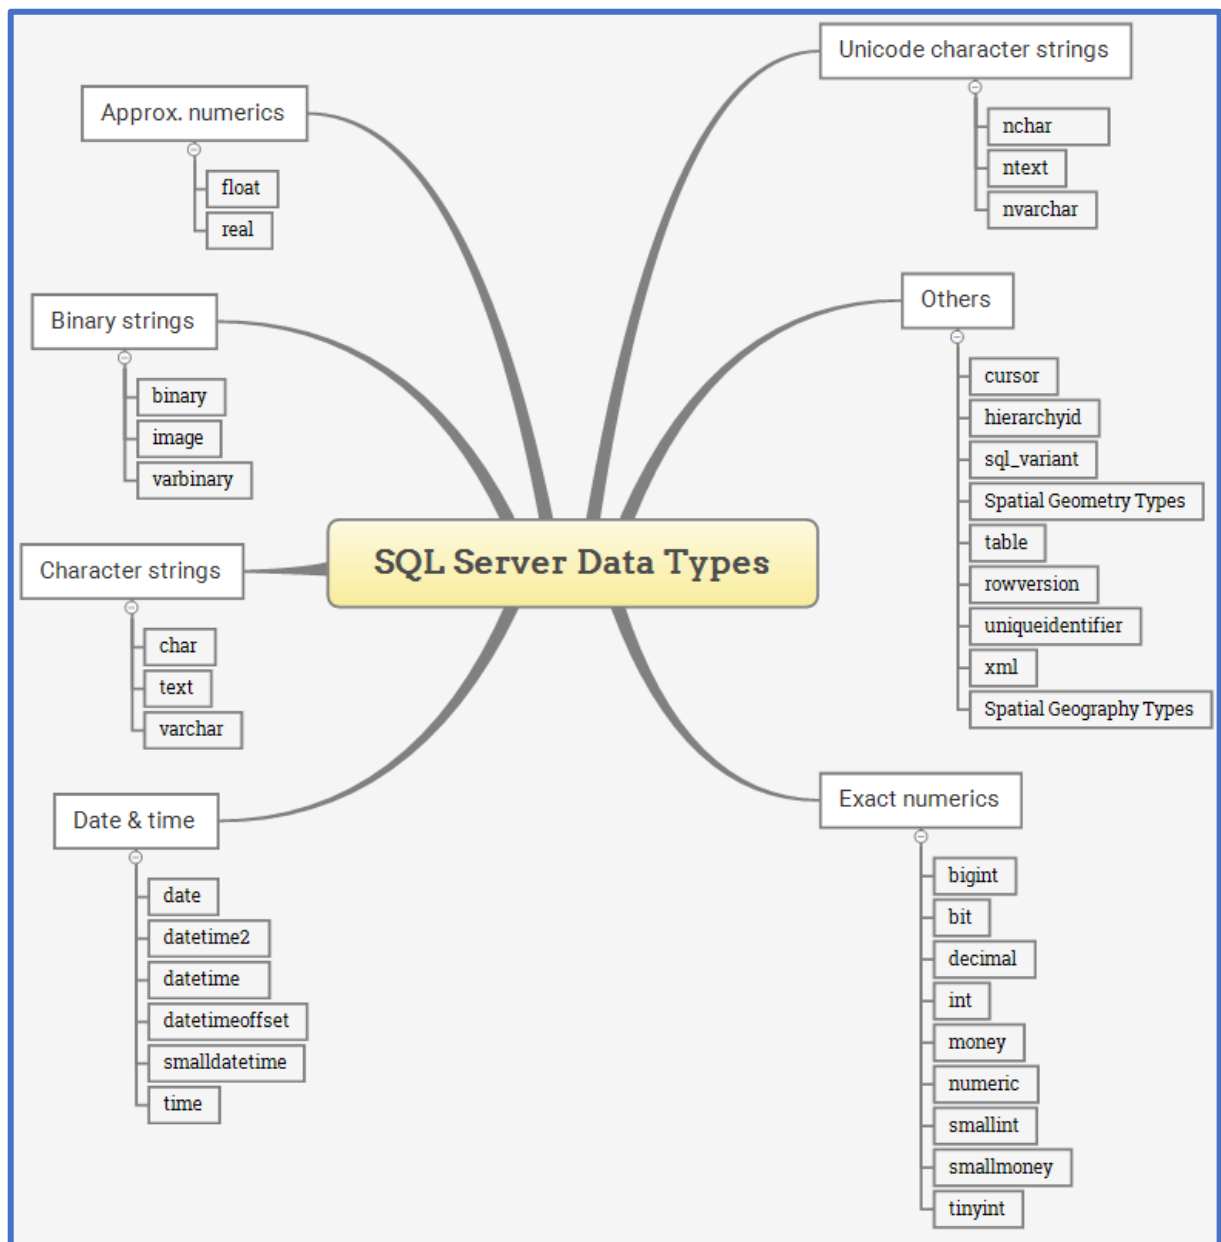 SQL Server Data Types
Approx. numerics
float
real
Binary strings
binary
image
varbinary
Character strings
char
text
varchar
Date & time
date
datetime2
datetime
datetimeoffset
smalldatetime
time
Unicode character strings
nchar
ntext
nvarchar
Others
cursor
hierarchyid
sql_variant
Spatial Geometry Types
table
rowversion
uniqueidentifier
xml
Spatial Geography Types
Exact numerics
bigint
bit
decimal
int
money
numeric
smallint
smallmoney
tinyint